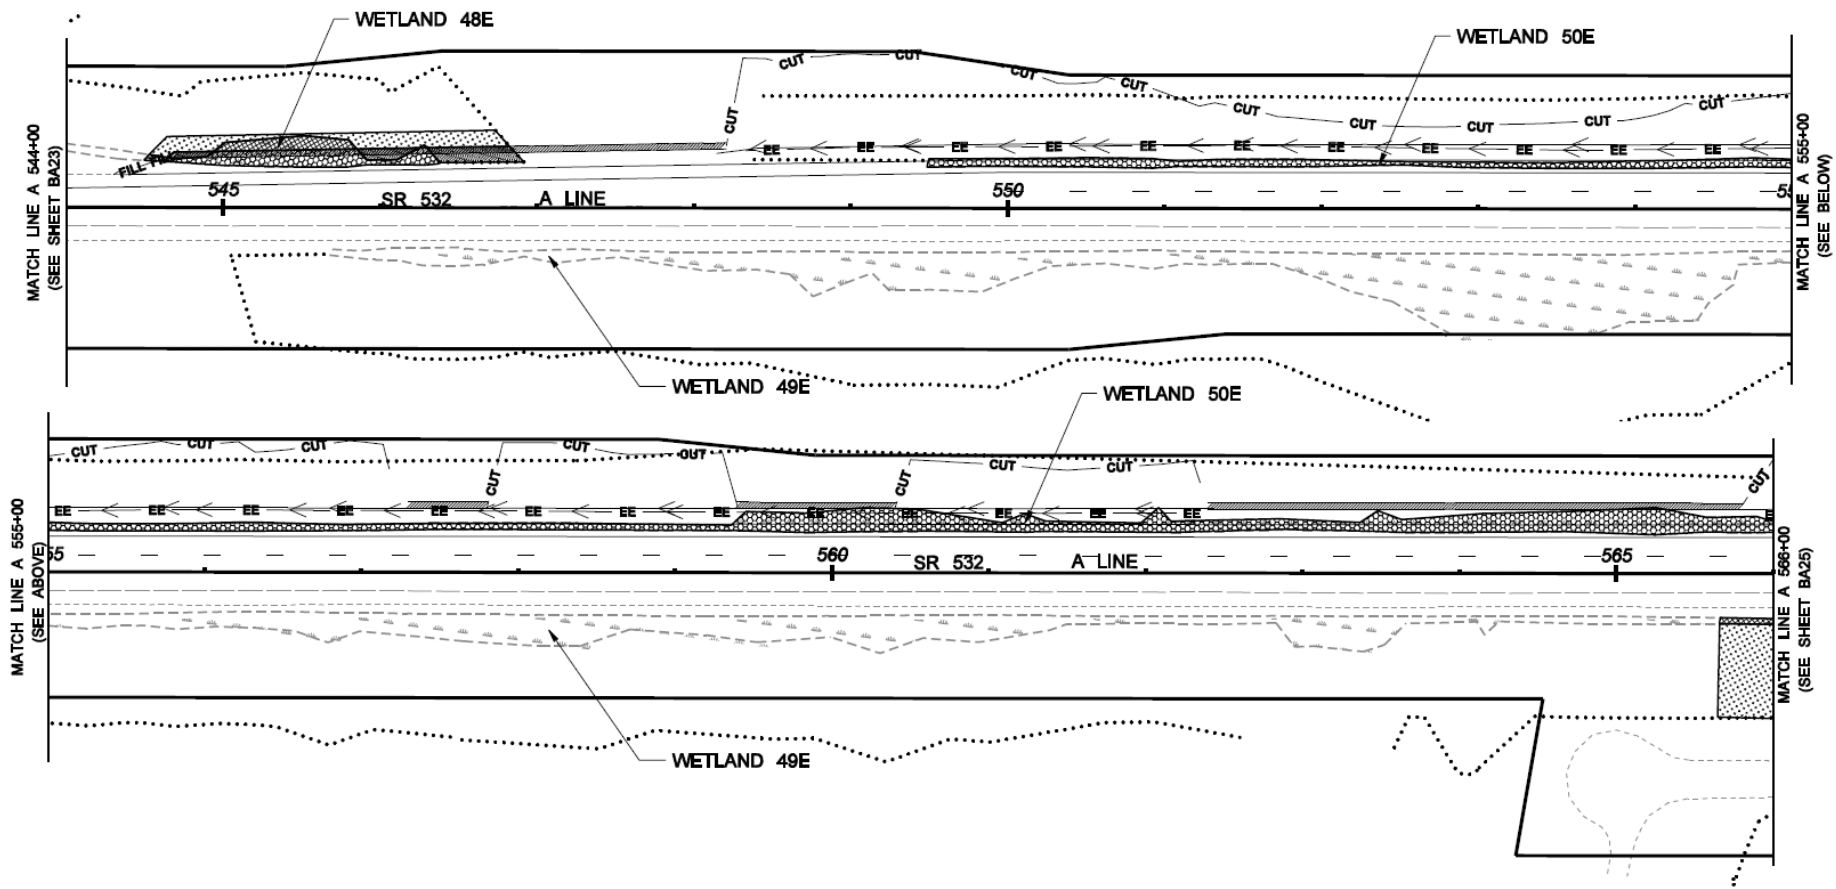 WETLAND 48E
WETLAND 50E
CUT CUT CUT CUT CUT CUT CUT CUT CUT CUT
EE EE EE EE EE EE EE EE EE EE EE
FILL
545
550
SR 532 A LINE
MATCH LINE A 544+00
(SEE SHEET BA23)
MATCH LINE A 555+00
(SEE BELOW)
WETLAND 49E
WETLAND 50E
CUT CUT CUT CUT CUT CUT CUT CUT CUT CUT
EE EE EE EE EE EE EE EE EE EE EE EE EE
55
560
565
SR 532 A LINE
MATCH LINE A 555+00
(SEE ABOVE)
MATCH LINE A 566+00
(SEE SHEET BA25)
WETLAND 49E